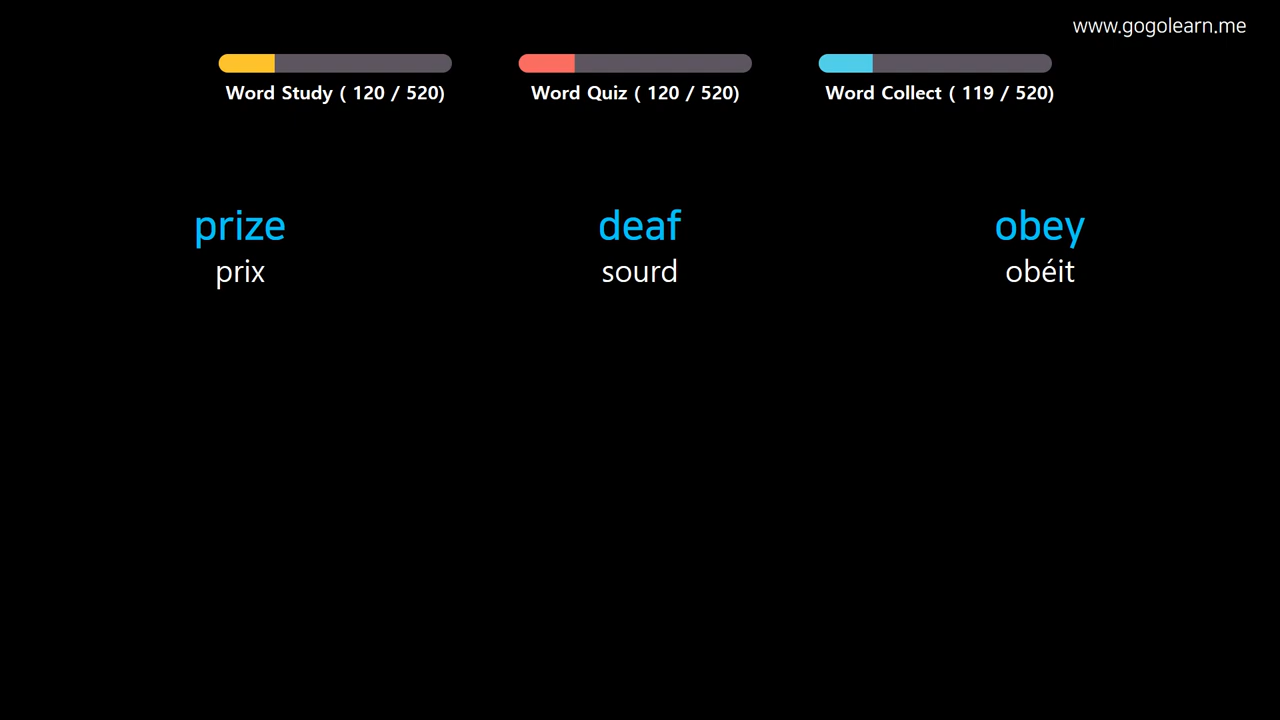 www.gogolearn.me
Word Study ( 120 / 520)
Word Quiz ( 120 / 520)
Word Collect ( 119 / 520)
prize
prix
deaf
sourd
obey
obéit